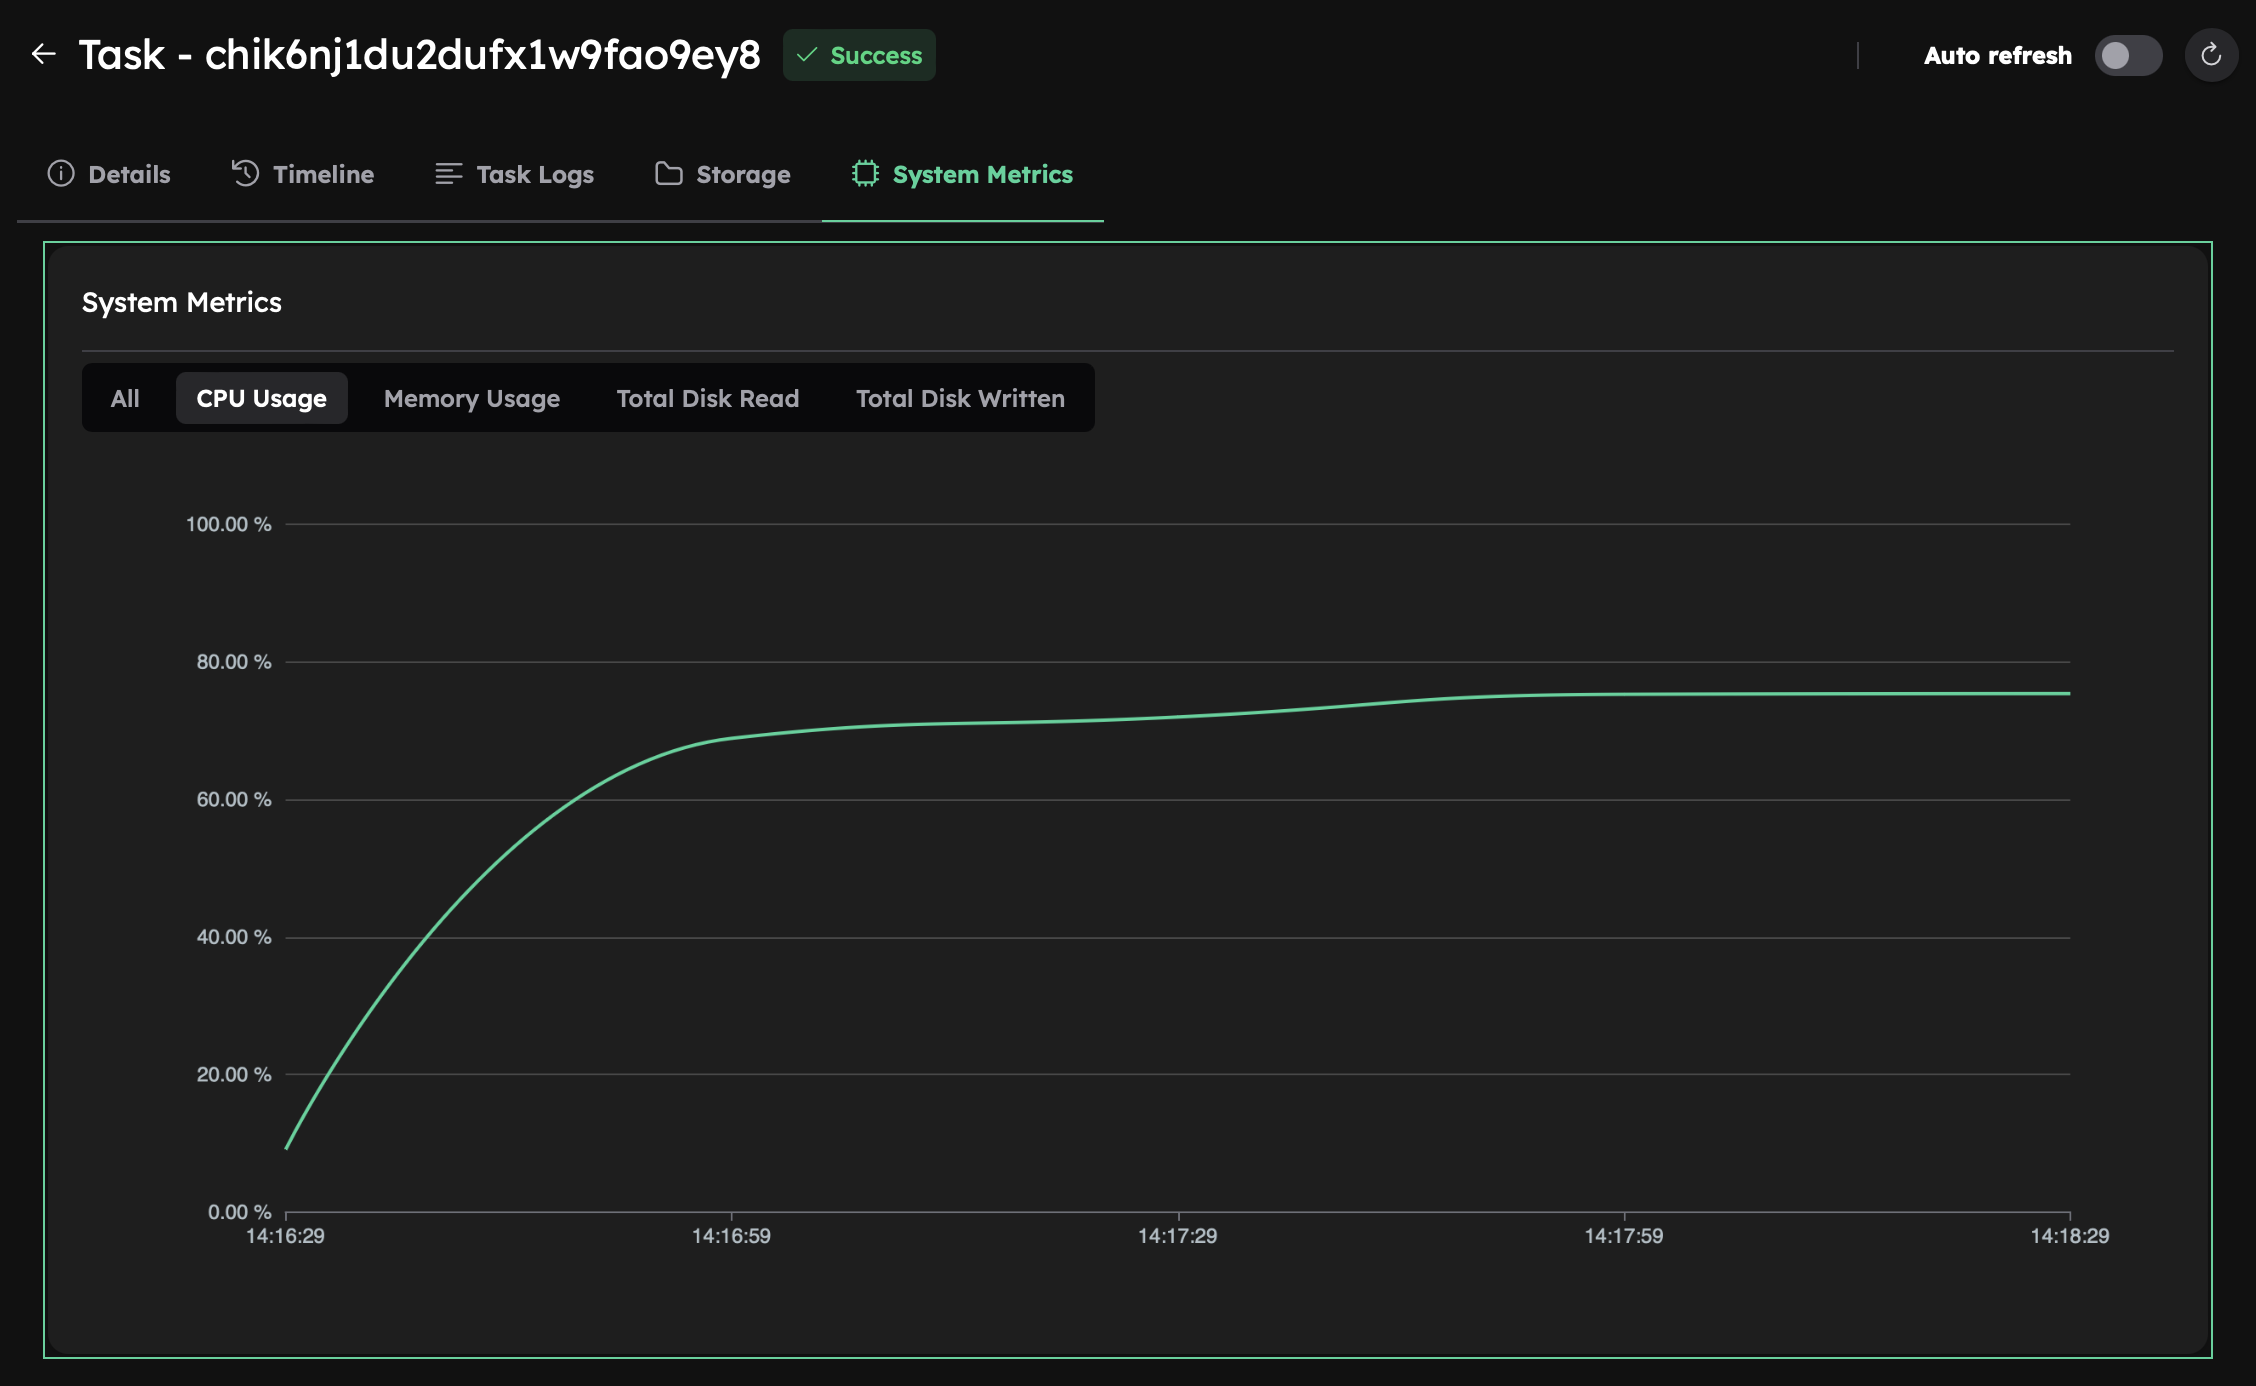 Task - chik6nj1du2dufx1w9fao9ey8 Success Auto refresh
Details Timeline Task Logs Storage System Metrics
System Metrics
All CPU Usage Memory Usage Total Disk Read Total Disk Written
100.00 %
80.00 %
60.00 %
40.00 %
20.00 %
0.00 %
14:16:29 14:16:59 14:17:29 14:17:59 14:18:29